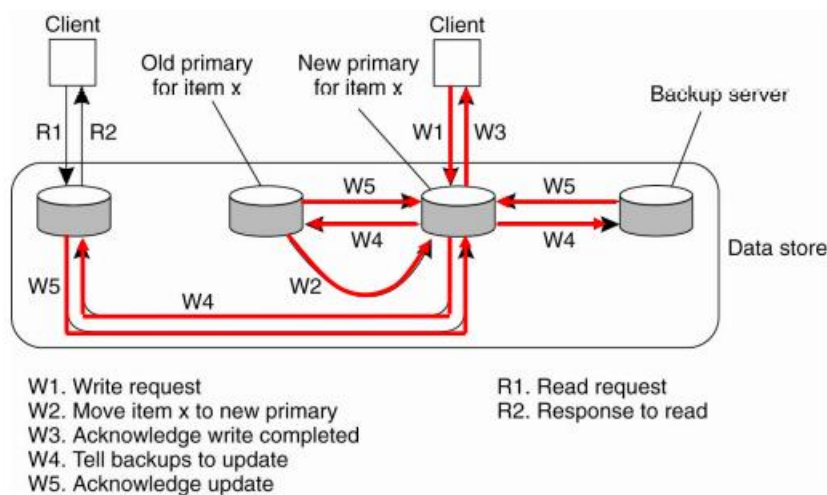 Client
Client
Old primary
for item x
New primary
for item x
Backup server
R1
R2
W1
W3
W5
W5
W4
W4
W5
W4
W2
Data store
W1. Write request
W2. Move item x to new primary
W3. Acknowledge write completed
W4. Tell backups to update
W5. Acknowledge update
R1. Read request
R2. Response to read